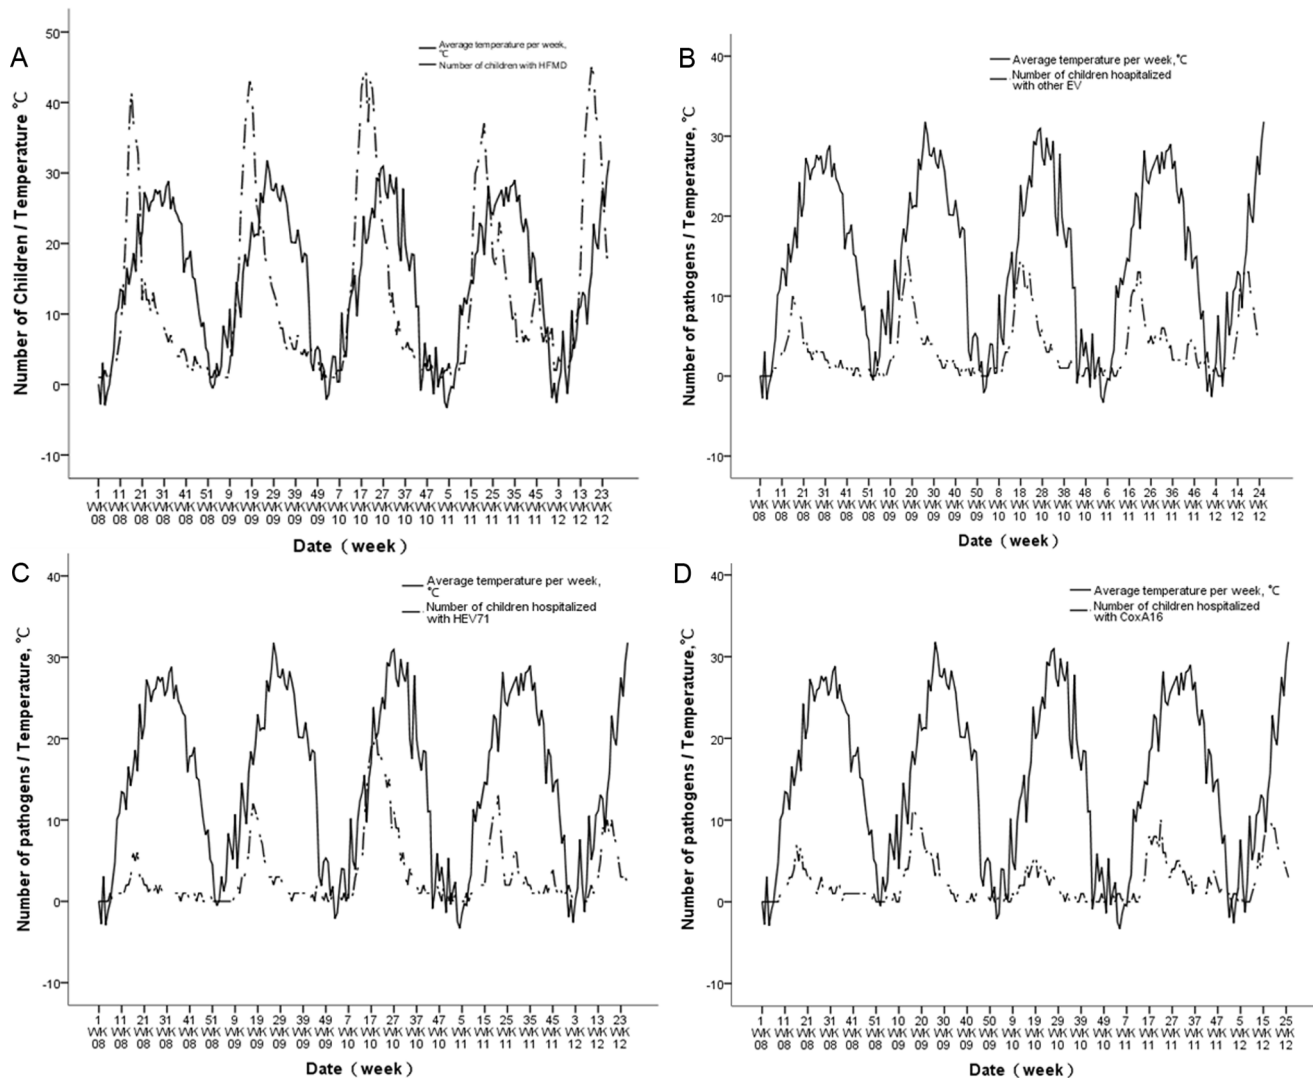 A
Number of Children / Temperature ℃
50
40
30
20
10
0
-10
Average temperature per week,
℃
Number of children with HFMD
1 11 21 31 41 51 9 19 29 39 49 7 17 27 37 47 5 15 25 35 45 3 13 23
WK WK WK WK WK WK WK WK WK WK WK WK WK WK WK WK WK WK WK WK WK WK WK WK
08 08 08 08 08 08 09 09 09 09 09 10 10 10 10 10 11 11 11 11 11 12 12 12
Date（week）
B
Number of pathogens / Temperature, ℃
40
30
20
10
0
-10
Average temperature per week,℃
Number of children hoapitalized
with other EV
1 11 21 31 41 51 10 20 30 40 50 8 18 28 38 48 6 16 26 36 46 4 14 24
WK WK WK WK WK WK WK WK WK WK WK WK WK WK WK WK WK WK WK WK WK WK WK WK
08 08 08 08 08 08 09 09 09 09 09 10 10 10 10 10 11 11 11 11 11 12 12 12
Date（week）
C
Number of pathogens / Temperature, ℃
40
30
20
10
0
-10
Average temperature per week,
℃
Number of children hospitalized
with HEV71
1 11 21 31 41 51 9 19 29 39 49 7 17 27 37 47 5 15 25 35 45 3 13 23
WK WK WK WK WK WK WK WK WK WK WK WK WK WK WK WK WK WK WK WK WK WK WK WK
08 08 08 08 08 08 09 09 09 09 09 10 10 10 10 10 11 11 11 11 11 12 12 12
Date（week）
D
Number of pathogens / Temperature, ℃
40
30
20
10
0
-10
Average temperature per week, ℃
Number of children hospitalized
with CoxA16
1 11 21 31 41 51 10 20 30 40 50 9 19 29 39 49 7 17 27 37 47 5 15 25
WK WK WK WK WK WK WK WK WK WK WK WK WK WK WK WK WK WK WK WK WK WK WK WK
08 08 08 08 08 08 09 09 09 09 09 10 10 10 10 10 11 11 11 11 11 12 12 12
Date（week）